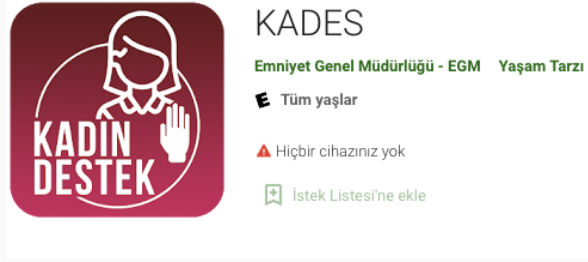 KADES
Emniyet Genel Müdürlüğü - EGM Yaşam Tarzı
E Tüm yaşlar
Hiçbir cihazınız yok
İstek Listesi'ne ekle
KADIN
DESTEK